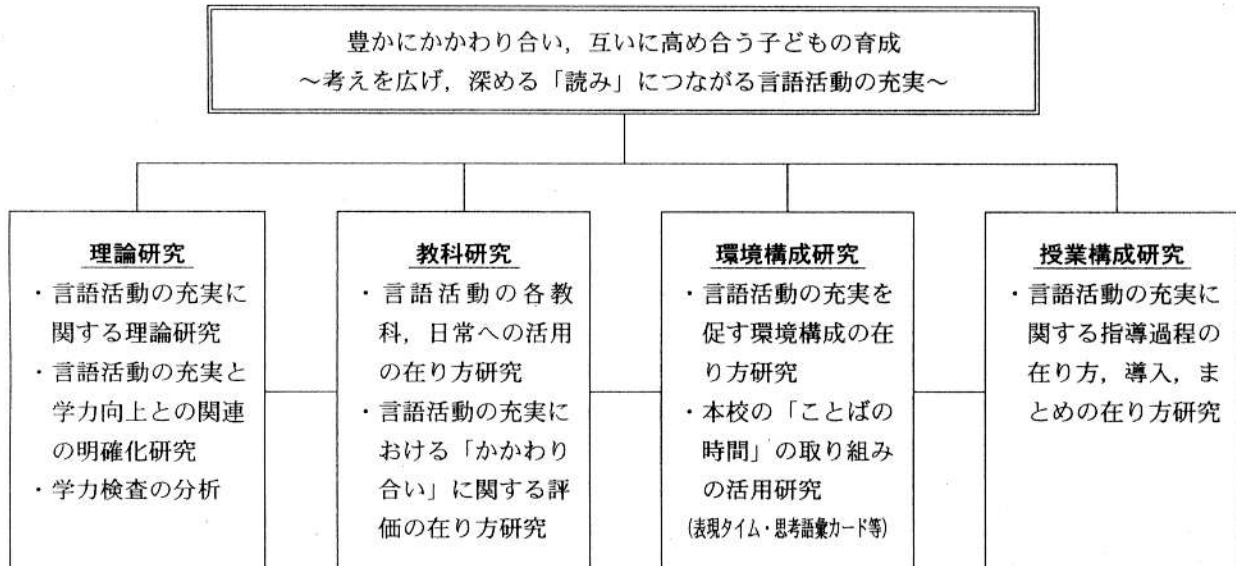 豊かにかかわり合い，互いに高め合う子どもの育成
～考えを広げ，深める「読み」につながる言語活動の充実～
理論研究
・言語活動の充実に
関する理論研究
・言語活動の充実と
学力向上との関連
の明確化研究
・学力検査の分析
教科研究
・言語活動の各教
科，日常への活用
の在り方研究
・言語活動の充実に
おける「かかわり
合い」に関する評
価の在り方研究
環境構成研究
・言語活動の充実を
促す環境構成の在
り方研究
・本校の「ことばの
時間」の取り組み
の活用研究
(表現タイム・思考語彙カード等)
授業構成研究
・言語活動の充実に
関する指導過程の
在り方，導入，ま
とめの在り方研究